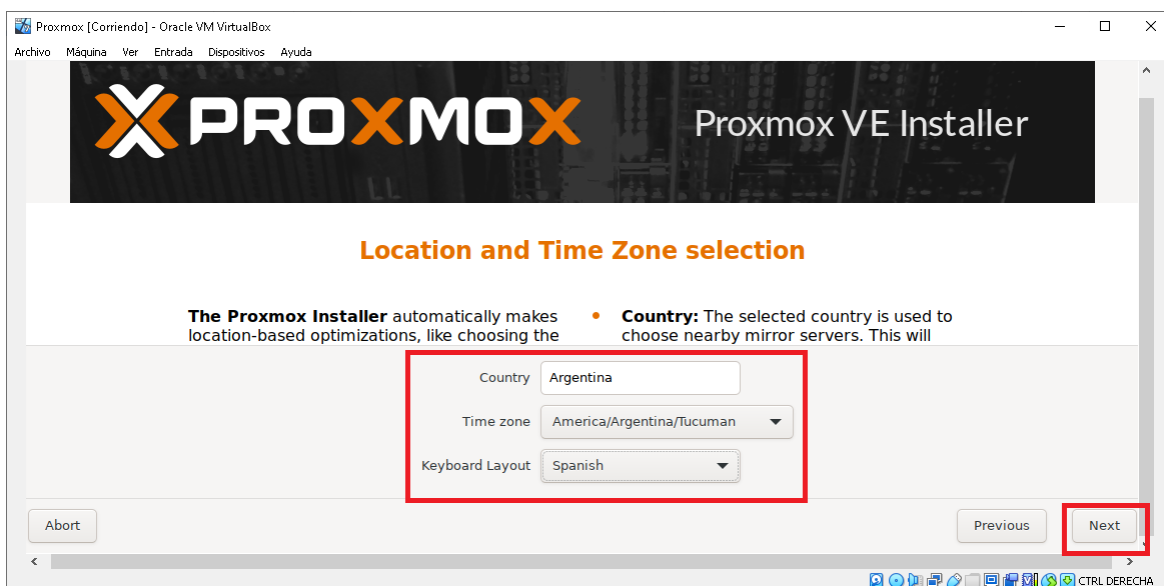 Proxmox [Corriendo] - Oracle VM VirtualBox
Archivo Máquina Ver Entrada Dispositivos Ayuda
PROXMOX
Proxmox VE Installer
Location and Time Zone selection
The Proxmox Installer automatically makes
location-based optimizations, like choosing the
• Country: The selected country is used to
choose nearby mirror servers. This will
Country Argentina
Time zone America/Argentina/Tucuman
Keyboard Layout Spanish
Abort Previous Next
CTRL DERECHA